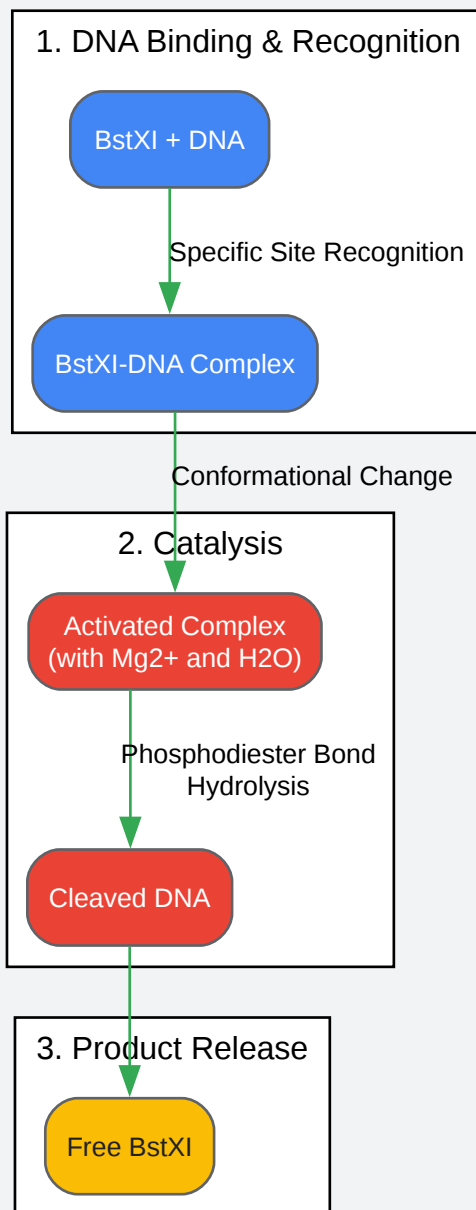 1. DNA Binding & Recognition
BstXI + DNA
Specific Site Recognition
BstXI-DNA Complex
Conformational Change
2. Catalysis
Activated Complex
(with Mg2+ and H2O)
Phosphodiester Bond
Hydrolysis
Cleaved DNA
3. Product Release
Free BstXI